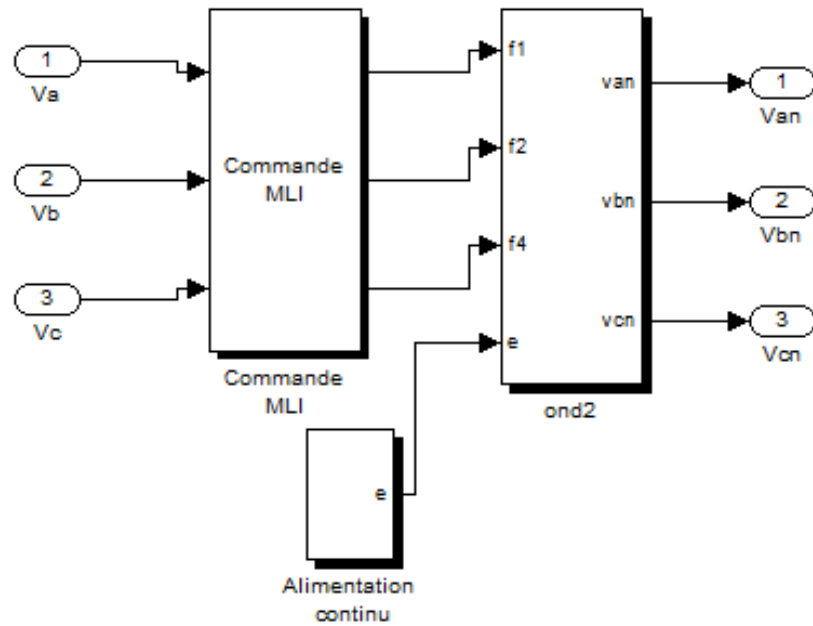 1
Va
2
Vb
3
Vc
Commande
MLI
Commande
MLI
f1
f2
f4
e
van
vbn
vcn
ond2
1
Van
2
Vbn
3
Vcn
e
Alimentation
continu